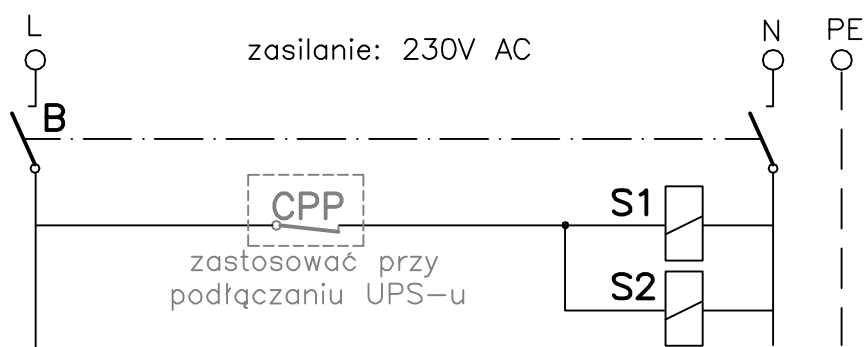 L
N
PE
zasilanie: 230V AC
B
CPP
S1
zastosować przy
podłączaniu UPS-u
S2